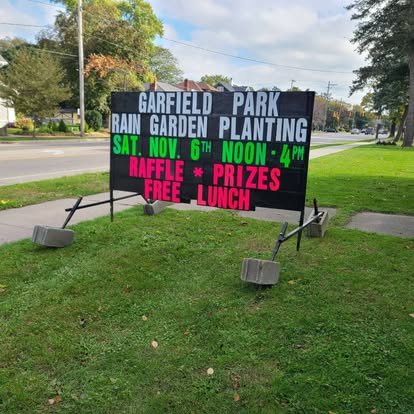 GARFIELD PARK
RAIN GARDEN PLANTING
SAT. NOV. 6TH NOON - 4PM
RAFFLE * PRIZES
FREE LUNCH